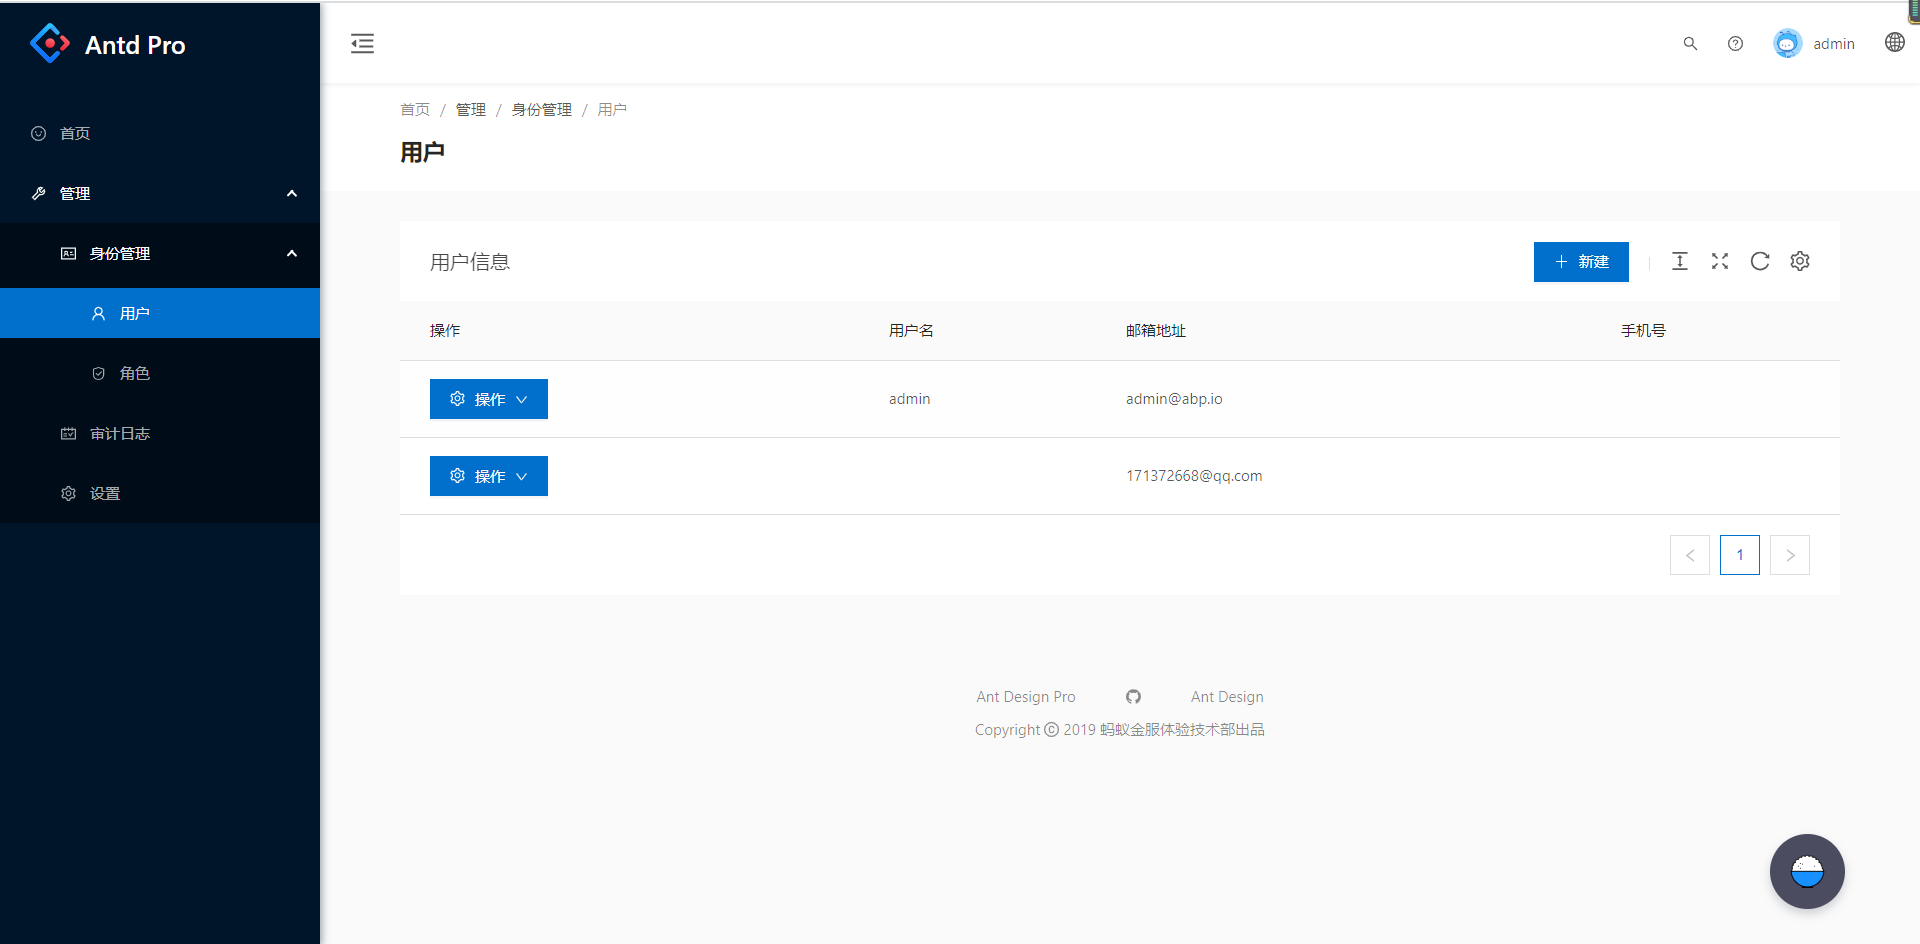 Antd Pro
首页
管理
身份管理
用户
角色
审计日志
设置
admin
首页 / 管理 / 身份管理 / 用户
用户
用户信息
新建
操作 用户名 邮箱地址 手机号
操作 admin admin@abp.io
操作 171372668@qq.com
1
Ant Design Pro Ant Design
Copyright © 2019 蚂蚁金服体验技术部出品